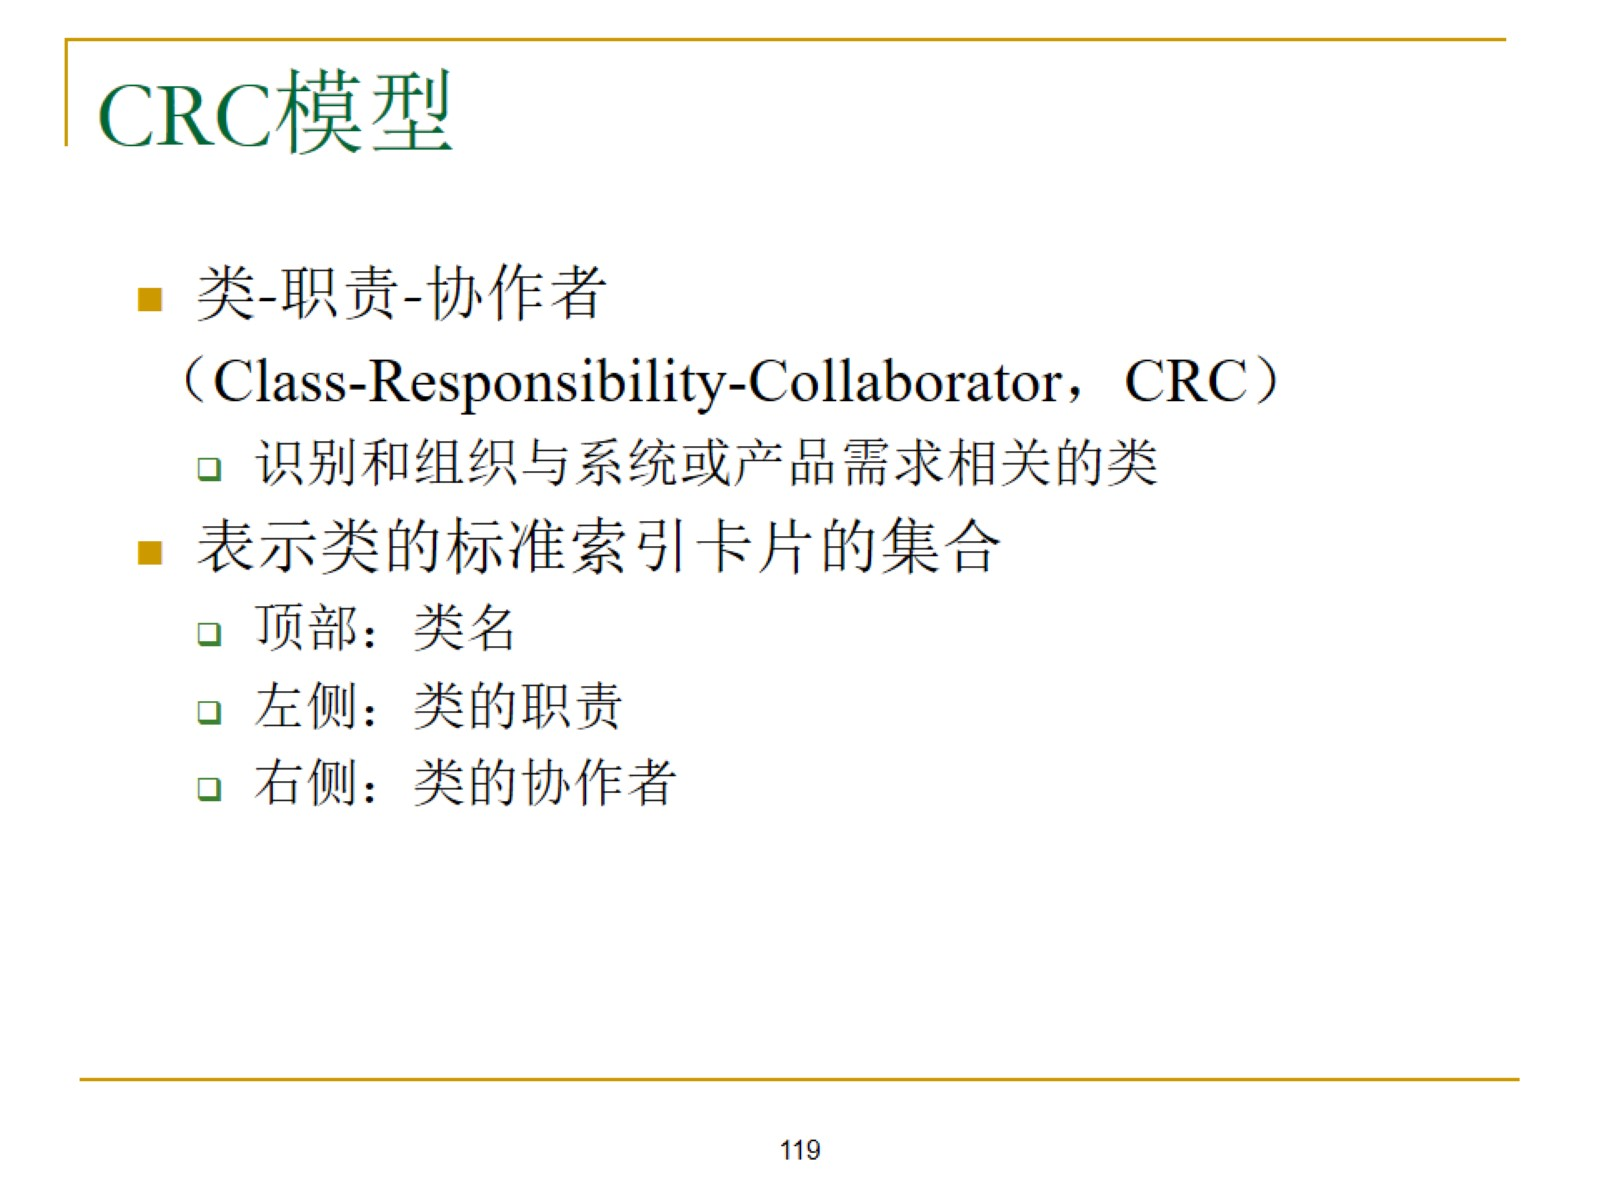 CRC模型
类-职责-协作者
（Class-Responsibility-Collaborator，CRC）
识别和组织与系统或产品需求相关的类
表示类的标准索引卡片的集合
顶部：类名
左侧：类的职责
右侧：类的协作者
119